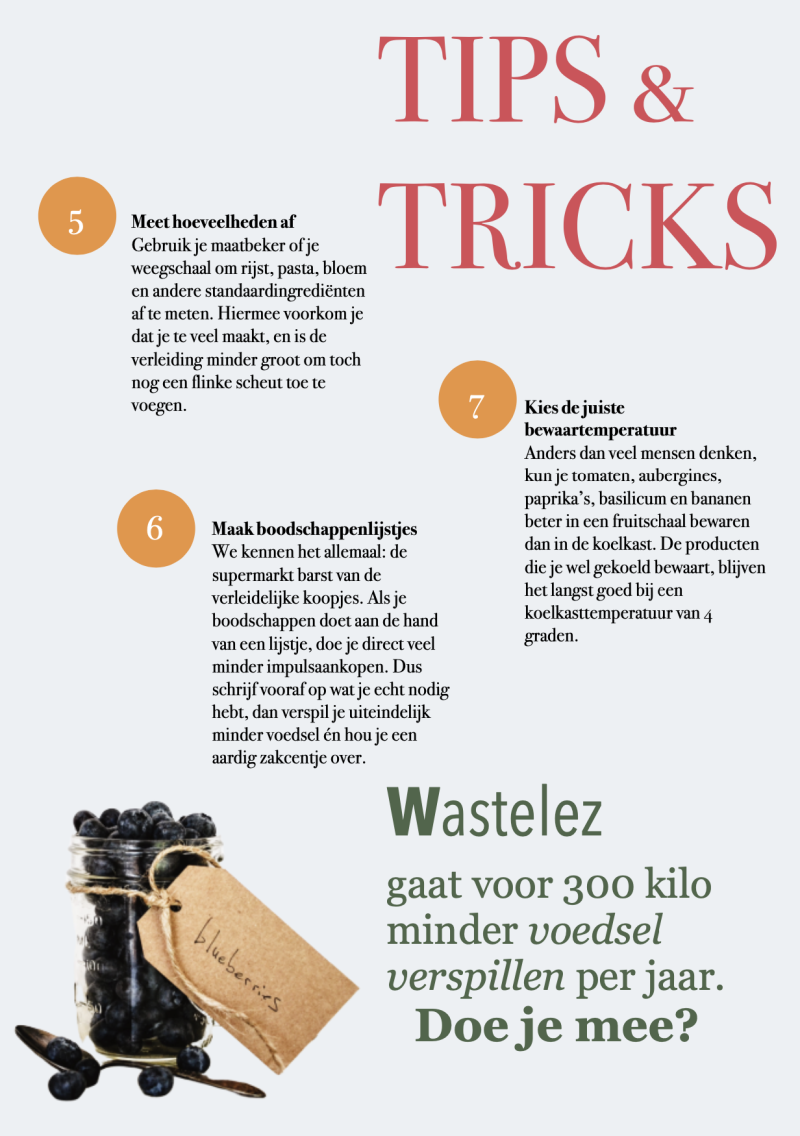 TIPS &
TRICKS
5
Meet hoeveelheden af
Gebruik je maatbeker of je
weegschaal om rijst, pasta, bloem
en andere standaardingrediënten
af te meten. Hiermee voorkom je
dat je te veel maakt, en is de
verleiding minder groot om toch
nog een flinke scheut toe te
voegen.
6
Maak boodschappenlijstjes
We kennen het allemaal: de
supermarkt barst van de
verleidelijke koopjes. Als je
boodschappen doet aan de hand
van een lijstje, doe je direct veel
minder impulsaankopen. Dus
schrijf vooraf op wat je echt nodig
hebt, dan verspil je uiteindelijk
minder voedsel én hou je een
aardig zakcentje over.
7
Kies de juiste
bewaartemperatuur
Anders dan veel mensen denken,
kun je tomaten, aubergines,
paprika's, basilicum en bananen
beter in een fruitschaal bewaren
dan in de koelkast. De producten
die je wel gekoeld bewaart, blijven
het langst goed bij een
koelkasttemperatuur van 4
graden.
blueberries
Wastelez
gaat voor 300 kilo
minder voedsel
verspillen per jaar.
Doe je mee?